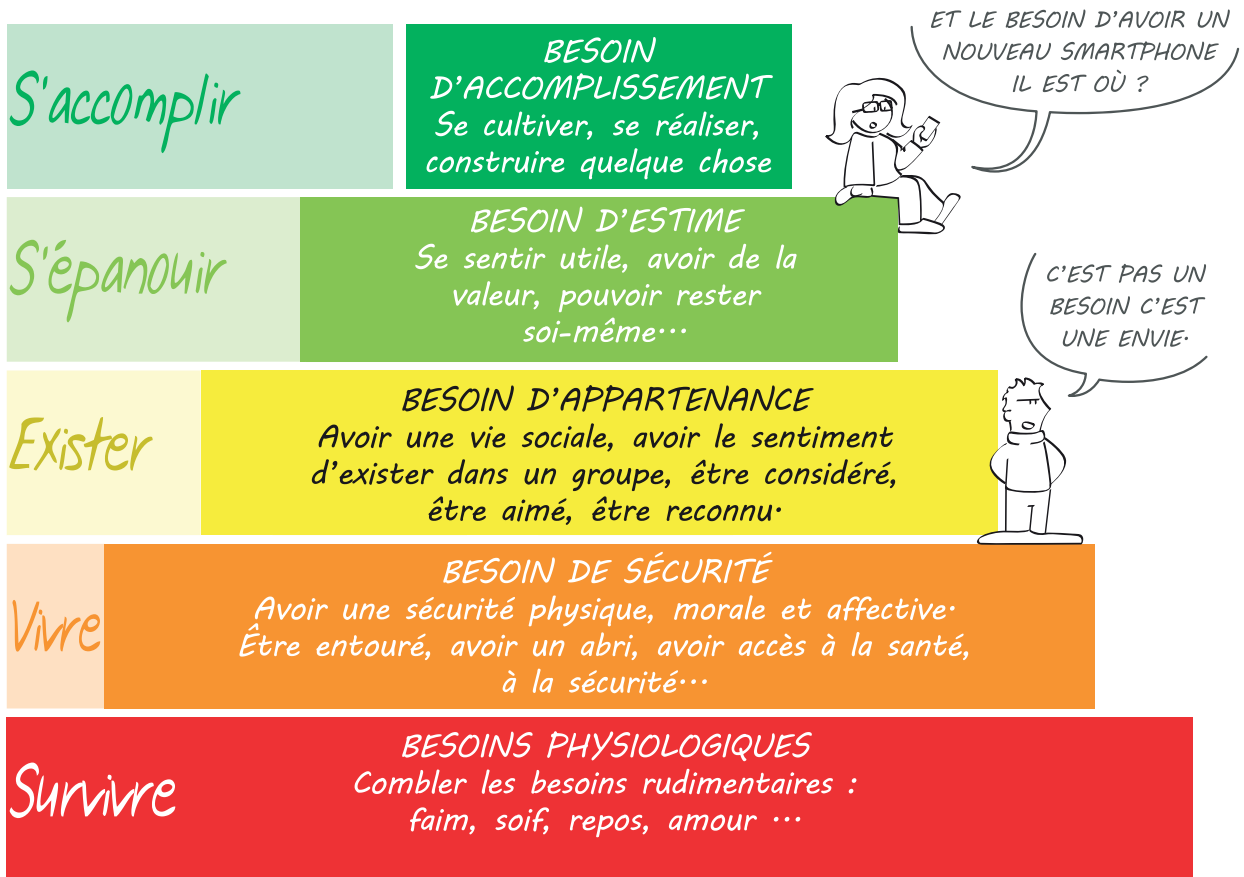 ET LE BESOIN D'AVOIR UN
NOUVEAU SMARTPHONE
IL EST OÙ ?
S'accomplir
BESOIN
D'ACCOMPLISSEMENT
Se cultiver, se réaliser,
construire quelque chose
S'épanouir
BESOIN D'ESTIME
Se sentir utile, avoir de la
valeur, pouvoir rester
soi-même...
C'EST PAS UN
BESOIN C'EST
UNE ENVIE.
Exister
BESOIN D'APPARTENANCE
Avoir une vie sociale, avoir le sentiment
d'exister dans un groupe, être considéré,
être aimé, être reconnu.
Vivre
BESOIN DE SÉCURITÉ
Avoir une sécurité physique, morale et affective.
Être entouré, avoir un abri, avoir accès à la santé,
à la sécurité...
Survivre
BESOINS PHYSIOLOGIQUES
Combler les besoins rudimentaires :
faim, soif, repos, amour ...